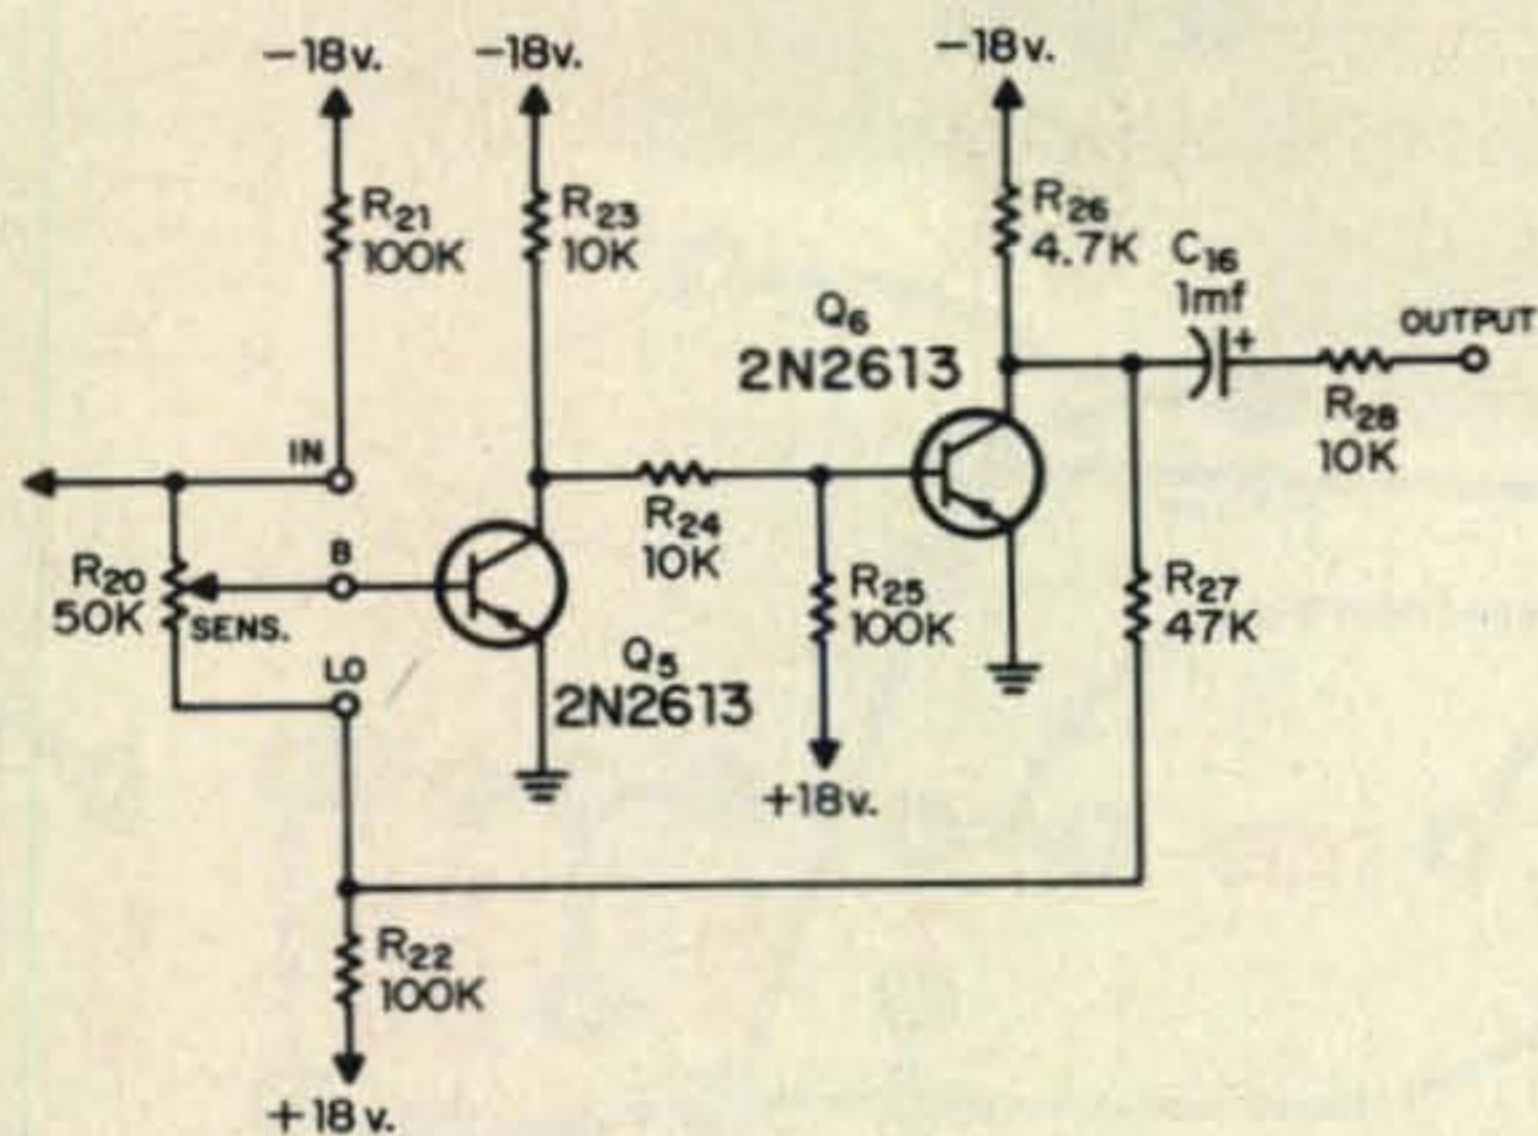 -18v.
-18v.
-18v.
R21
100K
R23
10K
R26
4.7K
C16
1mf
+
OUTPUT
Q6
2N2613
R28
10K
IN
B
R20
50K
SENS.
LO
R24
10K
Q5
2N2613
R25
100K
+18v.
R27
47K
R22
100K
+18v.